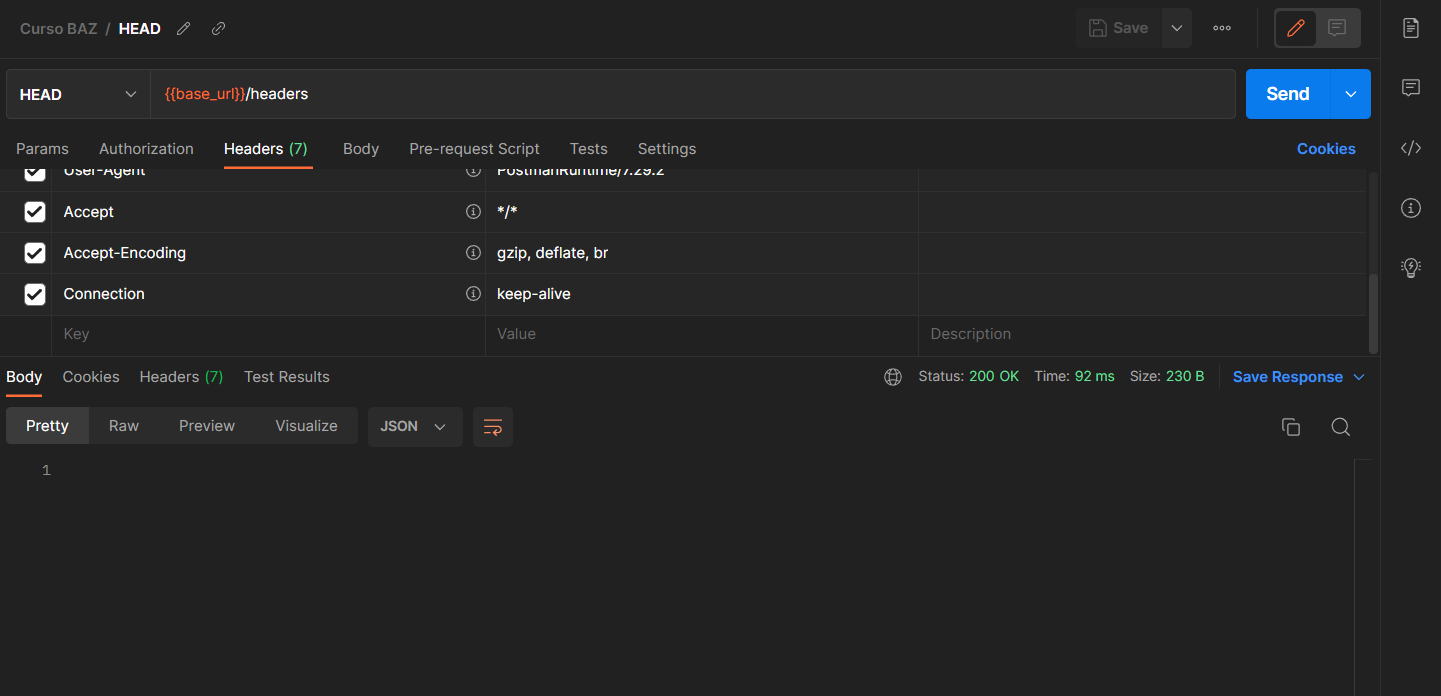 Curso BAZ / HEAD
Save
HEAD
{{base_url}}/headers
Send
Params Authorization Headers (7) Body Pre-request Script Tests Settings Cookies
User-Agent PostmanRuntime/7.29.2
Accept */*
Accept-Encoding gzip, deflate, br
Connection keep-alive
Key Value Description
Body Cookies Headers (7) Test Results Status: 200 OK Time: 92 ms Size: 230 B Save Response
Pretty Raw Preview Visualize JSON
1